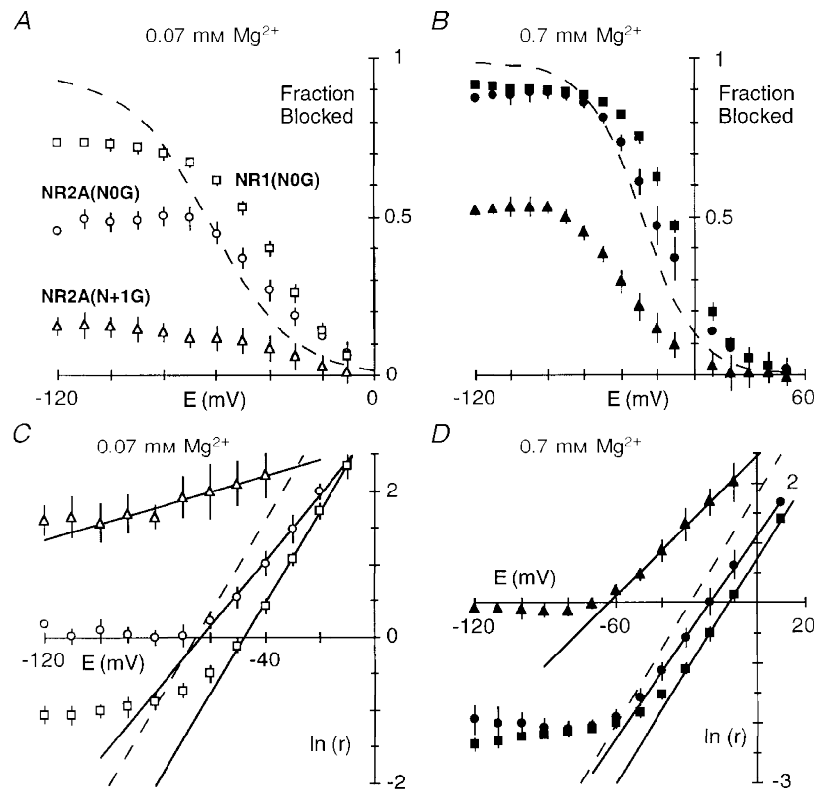 A
0.07 mM Mg2+
B
0.7 mM Mg2+
1
Fraction
Blocked
NR2A(N0G)
NR1(N0G)
0.5
NR2A(N+1G)
0
-120
E (mV)
0
1
Fraction
Blocked
0.5
-120
E (mV)
60
C
0.07 mM Mg2+
2
0
-120
E (mV)
-40
ln (r)
-2
D
0.7 mM Mg2+
2
E (mV)
-120
-60
20
ln (r)
-3